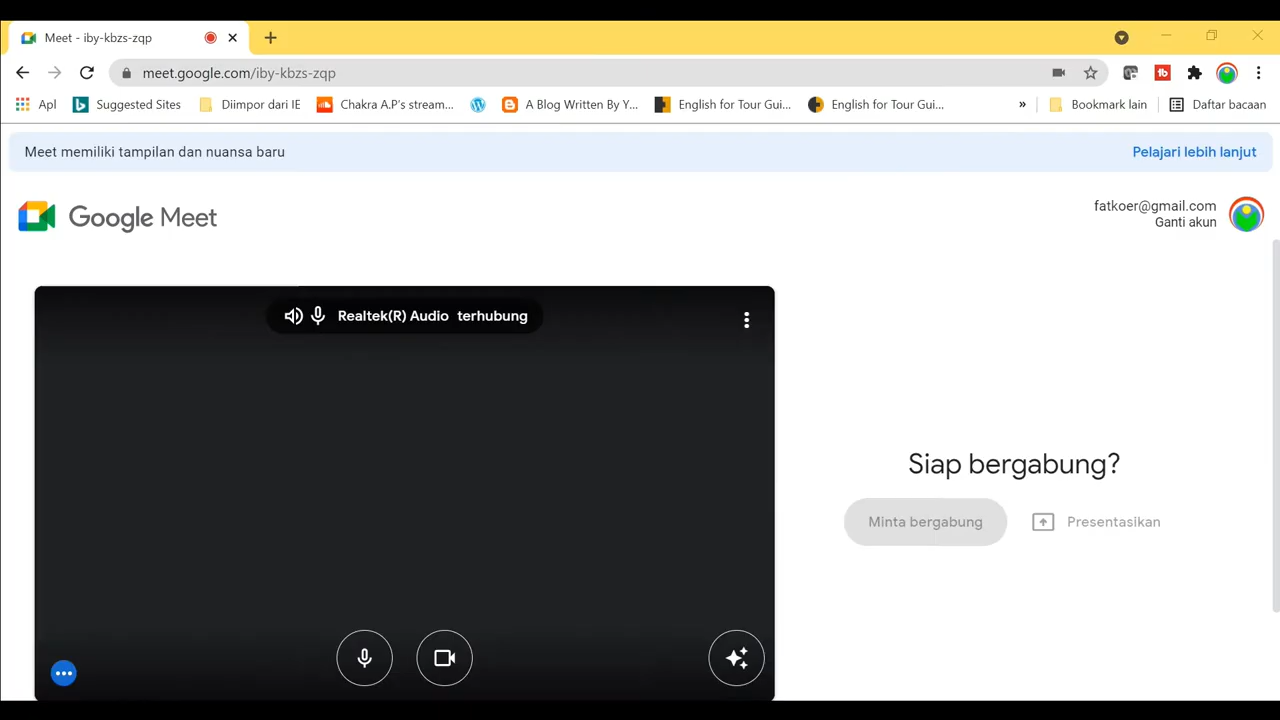 Meet - iby-kbzs-zqp
meet.google.com/iby-kbzs-zqp
Apl Suggested Sites Diimpor dari IE Chakra A.P's stream... A Blog Written By Y... English for Tour Gui... English for Tour Gui... » Bookmark lain Daftar bacaan
Meet memiliki tampilan dan nuansa baru Pelajari lebih lanjut
Google Meet
fatkoer@gmail.com
Ganti akun
Realtek(R) Audio terhubung
Siap bergabung?
Minta bergabung Presentasikan